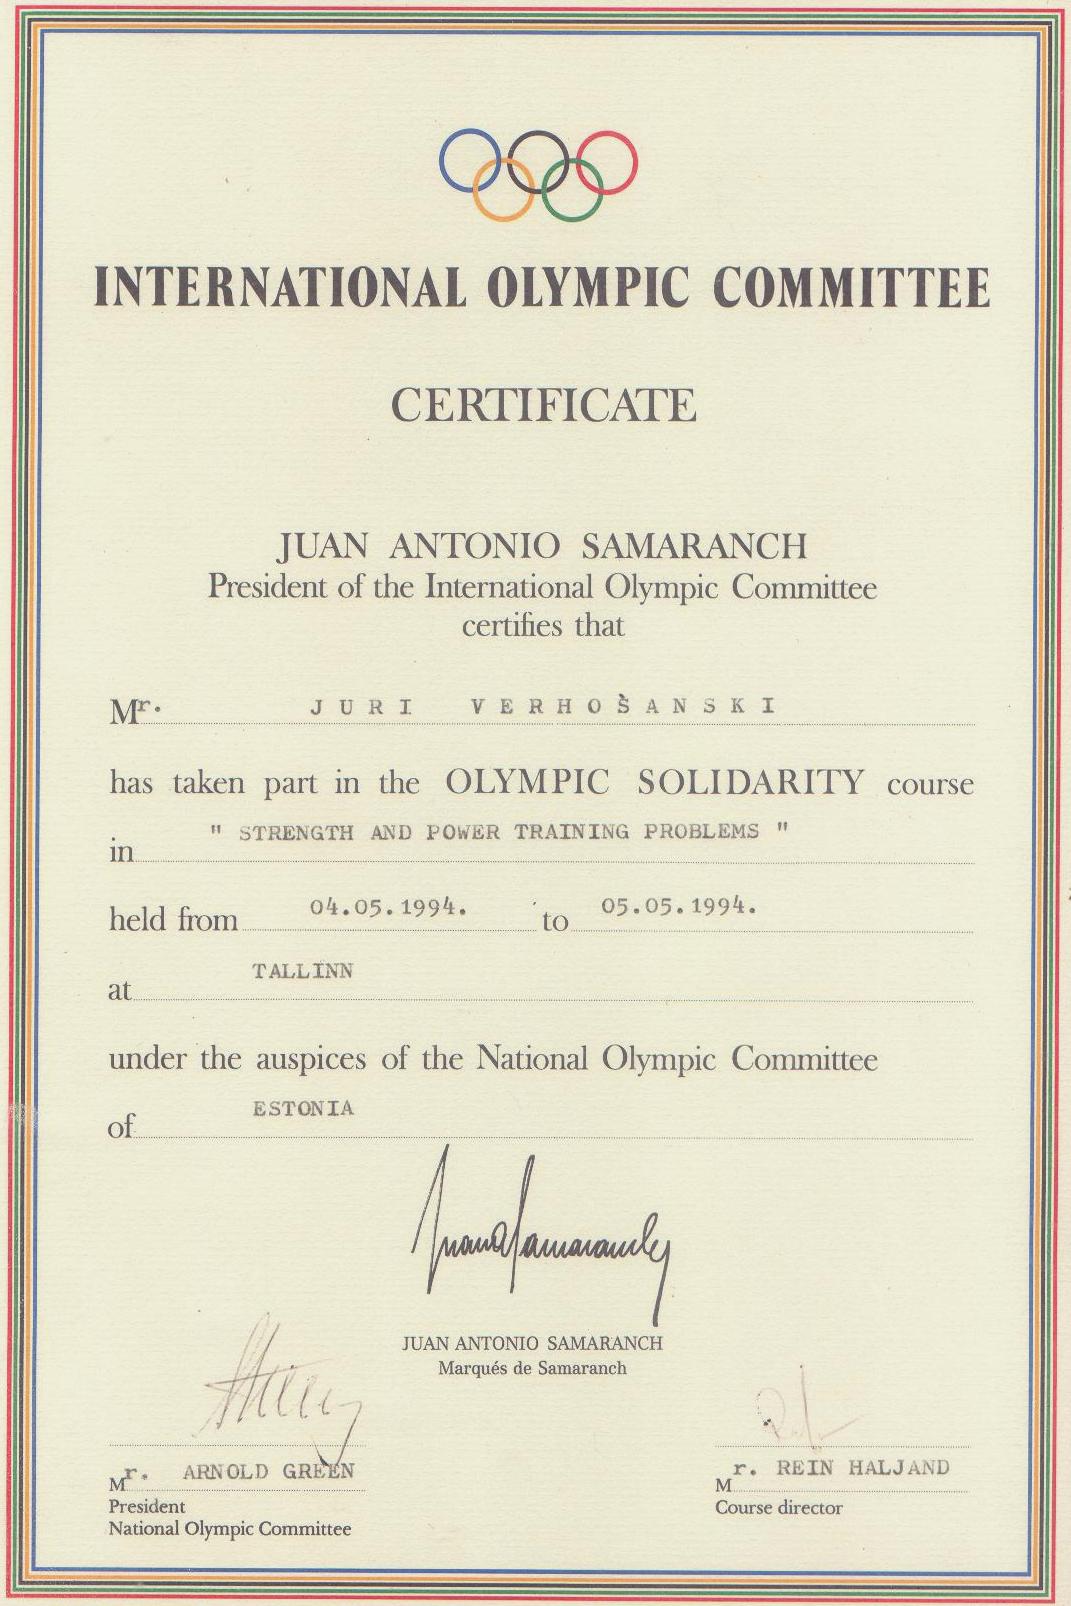 INTERNATIONAL OLYMPIC COMMITTEE
CERTIFICATE
JUAN ANTONIO SAMARANCH
President of the International Olympic Committee
certifies that
Mr. JURI VERHOŠANSKI
has taken part in the OLYMPIC SOLIDARITY course
in " STRENGTH AND POWER TRAINING PROBLEMS "
held from 04.05.1994. to 05.05.1994.
at TALLINN
under the auspices of the National Olympic Committee
of ESTONIA
JUAN ANTONIO SAMARANCH
Marqués de Samaranch
Mr. ARNOLD GREEN
President
National Olympic Committee
Mr. REIN HALJAND
Course director